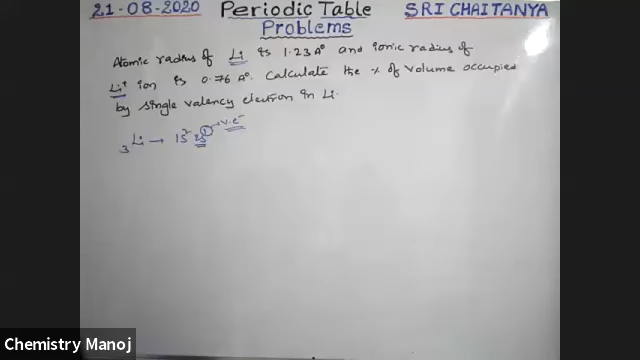 21-08-2020 Periodic Table SRI CHAITANYA
Problems
Atomic radius of Li is 1.23 A° and ionic radius of
Li⁺ ion is 0.76 A°. Calculate the % of volume occupied
by single valency electron in Li.
₃Li → 1s² 2s¹ → v.e⁻
Chemistry Manoj